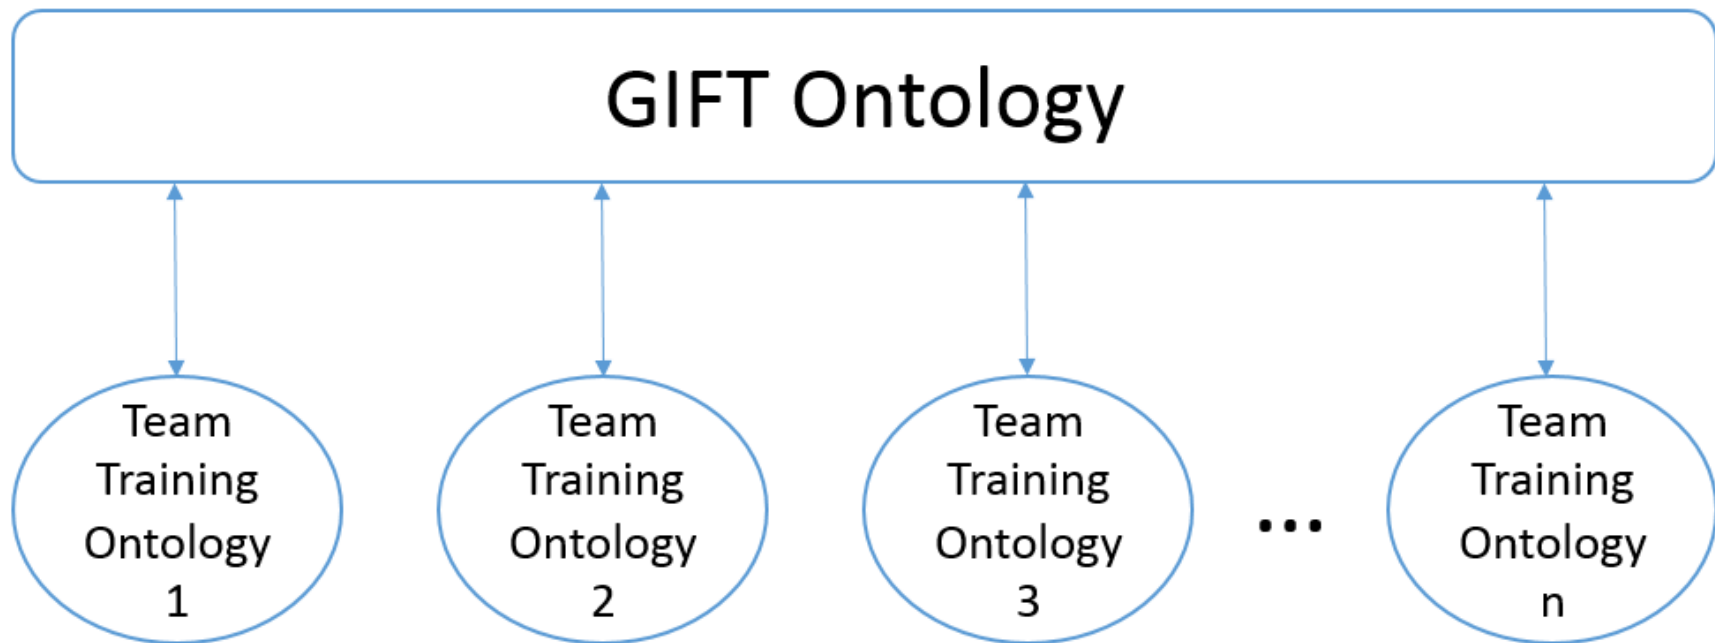 GIFT Ontology
Team
Training
Ontology
1
Team
Training
Ontology
2
Team
Training
Ontology
3
...
Team
Training
Ontology
n